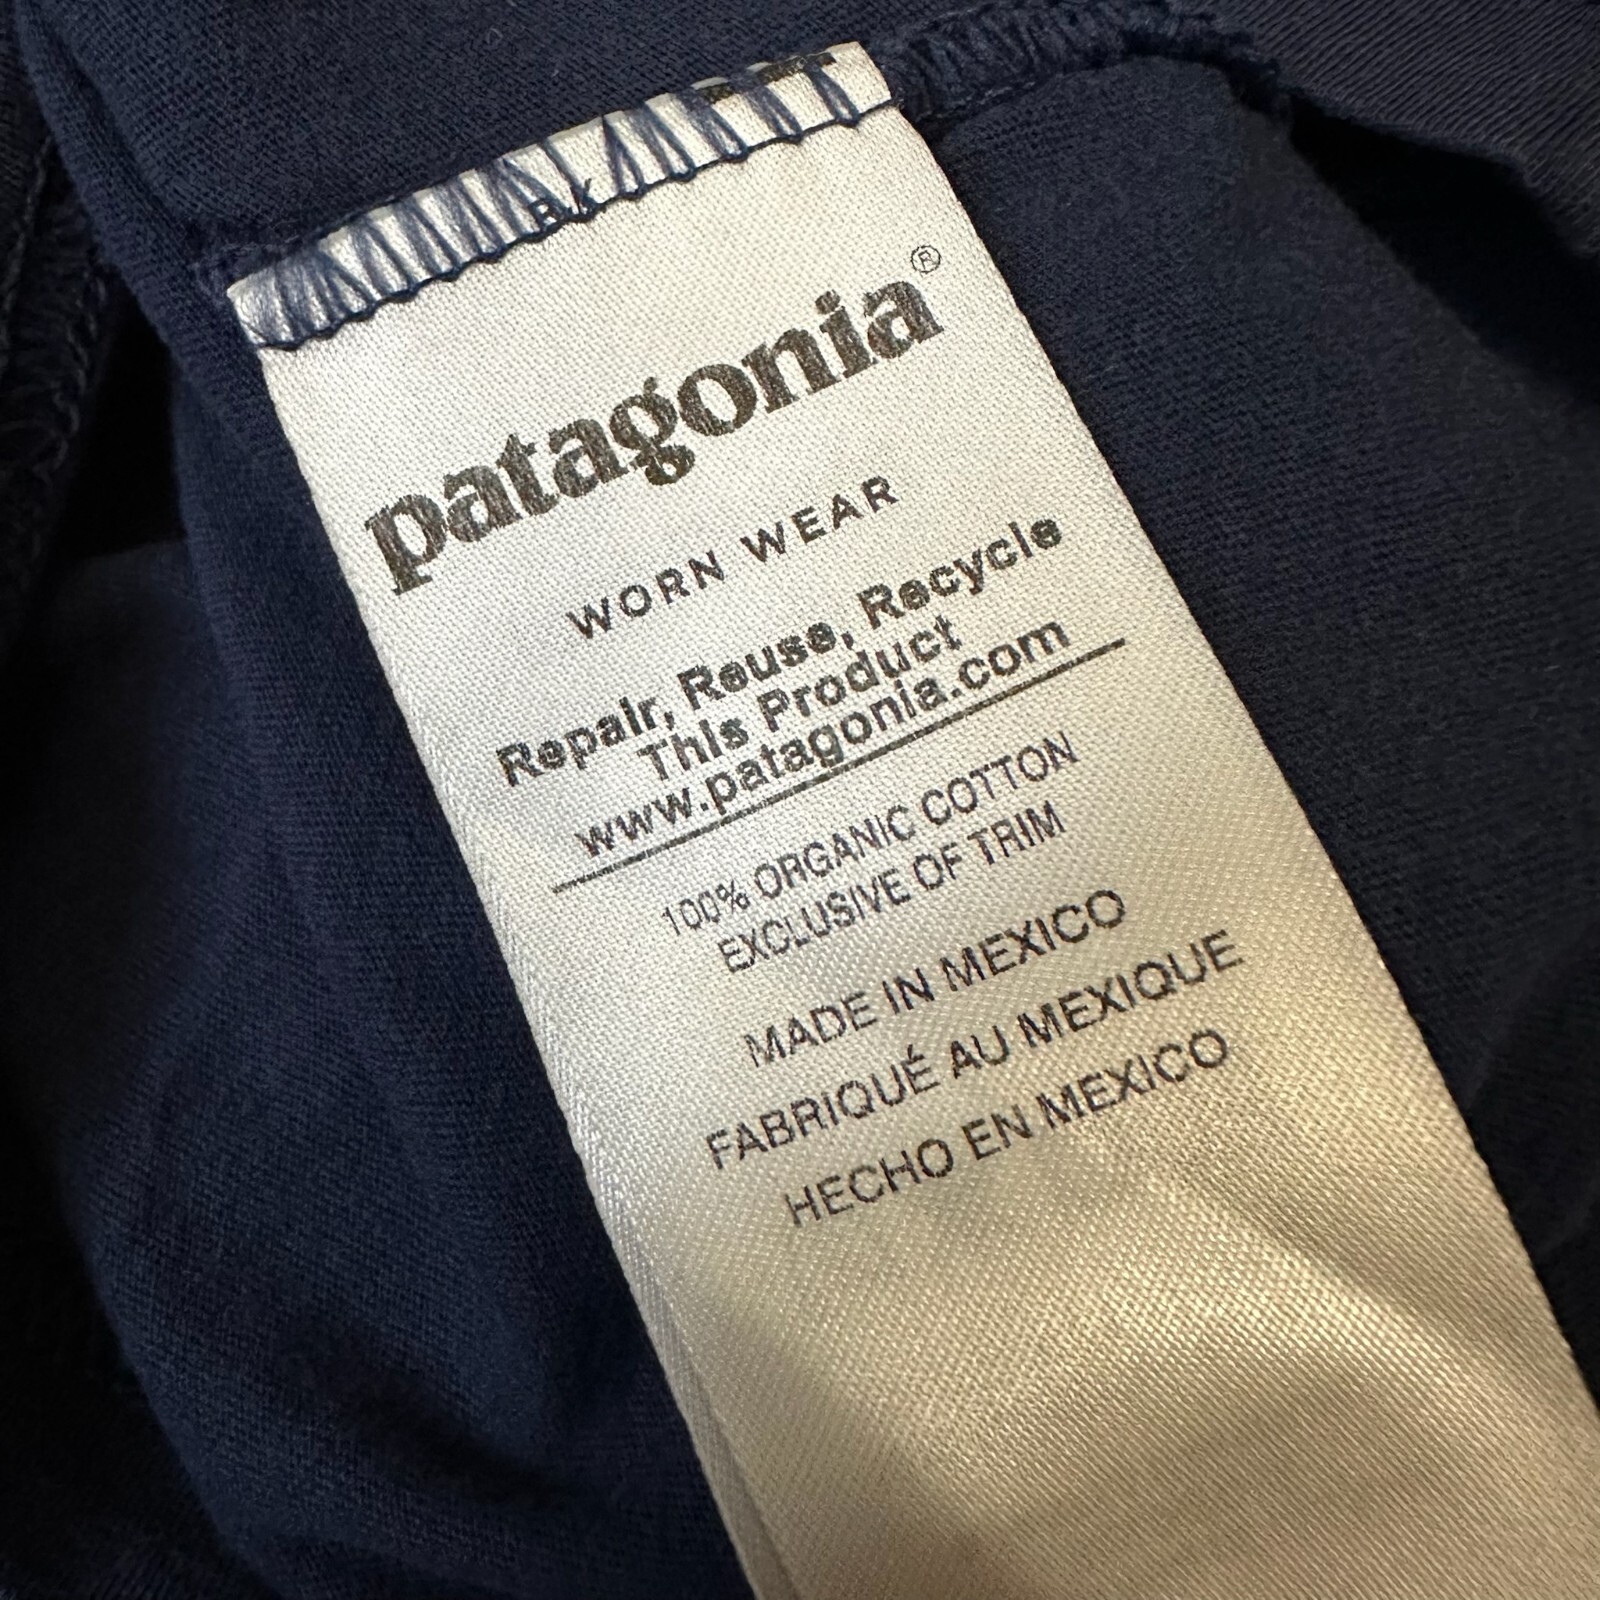 patagonia®
WORN WEAR
Repair, Reuse, Recycle
This Product
www.patagonia.com
100% ORGANIC COTTON
EXCLUSIVE OF TRIM
MADE IN MEXICO
FABRIQUÉ AU MEXIQUE
HECHO EN MEXICO